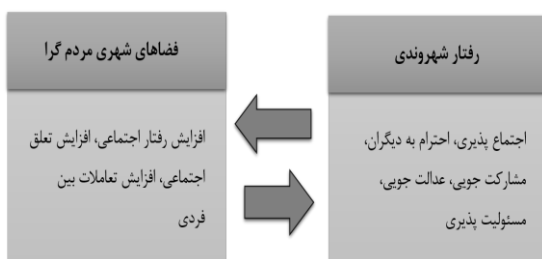 رفتار شهروندی
اجتماع پذیری، احترام به دیگران،
مشارکت جویی، عدالت جویی،
مسئولیت پذیری
فضاهای شهری مردم گرا
افزایش رفتار اجتماعی، افزایش تعلق
اجتماعی، افزایش تعاملات بین
فردی